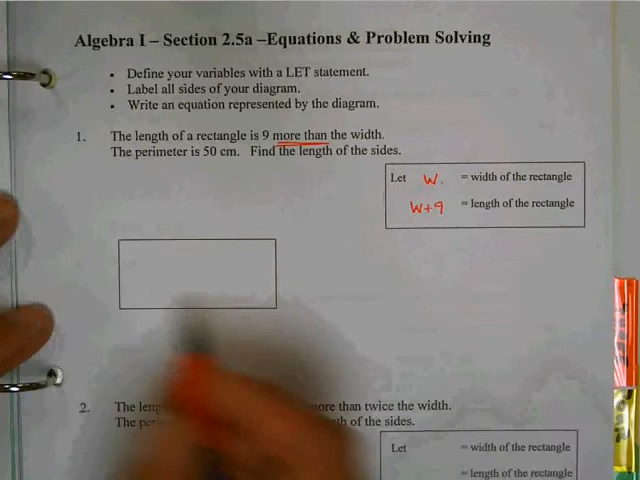 Algebra I – Section 2.5a –Equations & Problem Solving
• Define your variables with a LET statement.
• Label all sides of your diagram.
• Write an equation represented by the diagram.
1. The length of a rectangle is 9 more than the width.
The perimeter is 50 cm. Find the length of the sides.
Let w. = width of the rectangle
w+9 = length of the rectangle
2. The more than twice the width.
The of the sides.
Let = width of the rectangle
= length of the rectangle